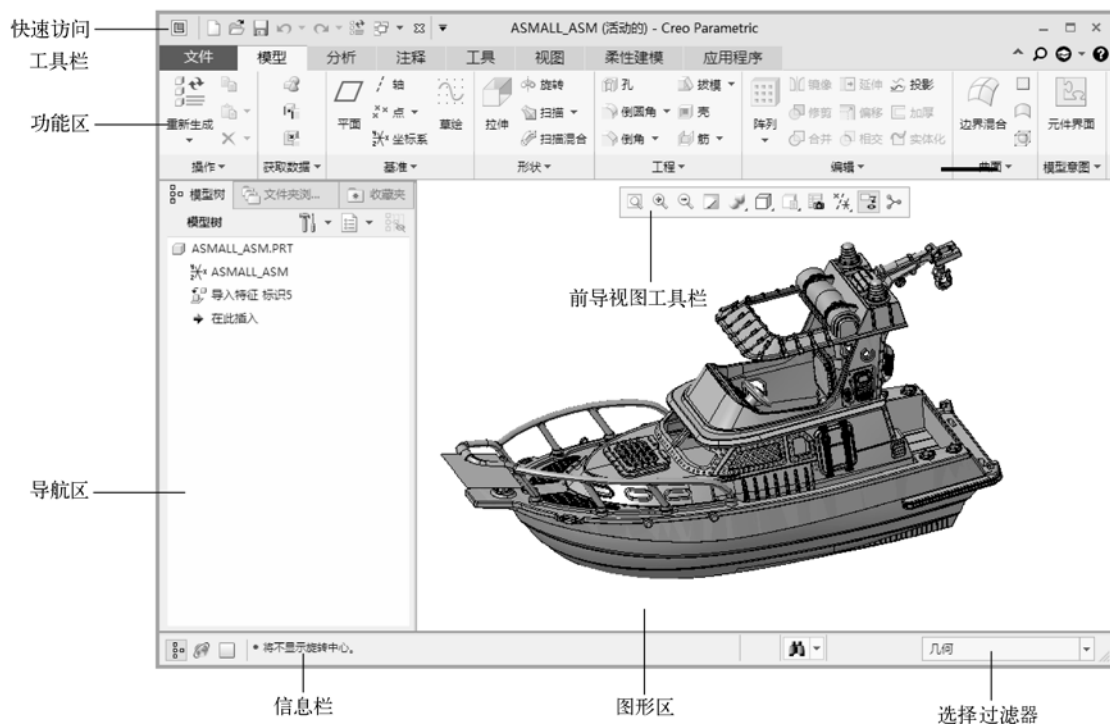 快速访问
工具栏
ASMALL_ASM (活动的) - Creo Parametric
文件 模型 分析 注释 工具 视图 柔性建模 应用程序
功能区
重新生成
平面
轴
点
坐标系
草绘
拉伸
旋转
扫描
扫描混合
孔
倒圆角
倒角
拔模
壳
筋
阵列
镜像
延伸
投影
修剪
偏移
加厚
合并
相交
实体化
边界混合
元件界面
操作 获取数据 基准 形状 工程 编辑 曲面 模型意图
模型树 文件夹浏... 收藏夹
模型树
ASMALL_ASM.PRT
ASMALL_ASM
导入特征 标识5
在此插入
前导视图工具栏
导航区
• 将不显示旋转中心。
几何
信息栏
图形区
选择过滤器